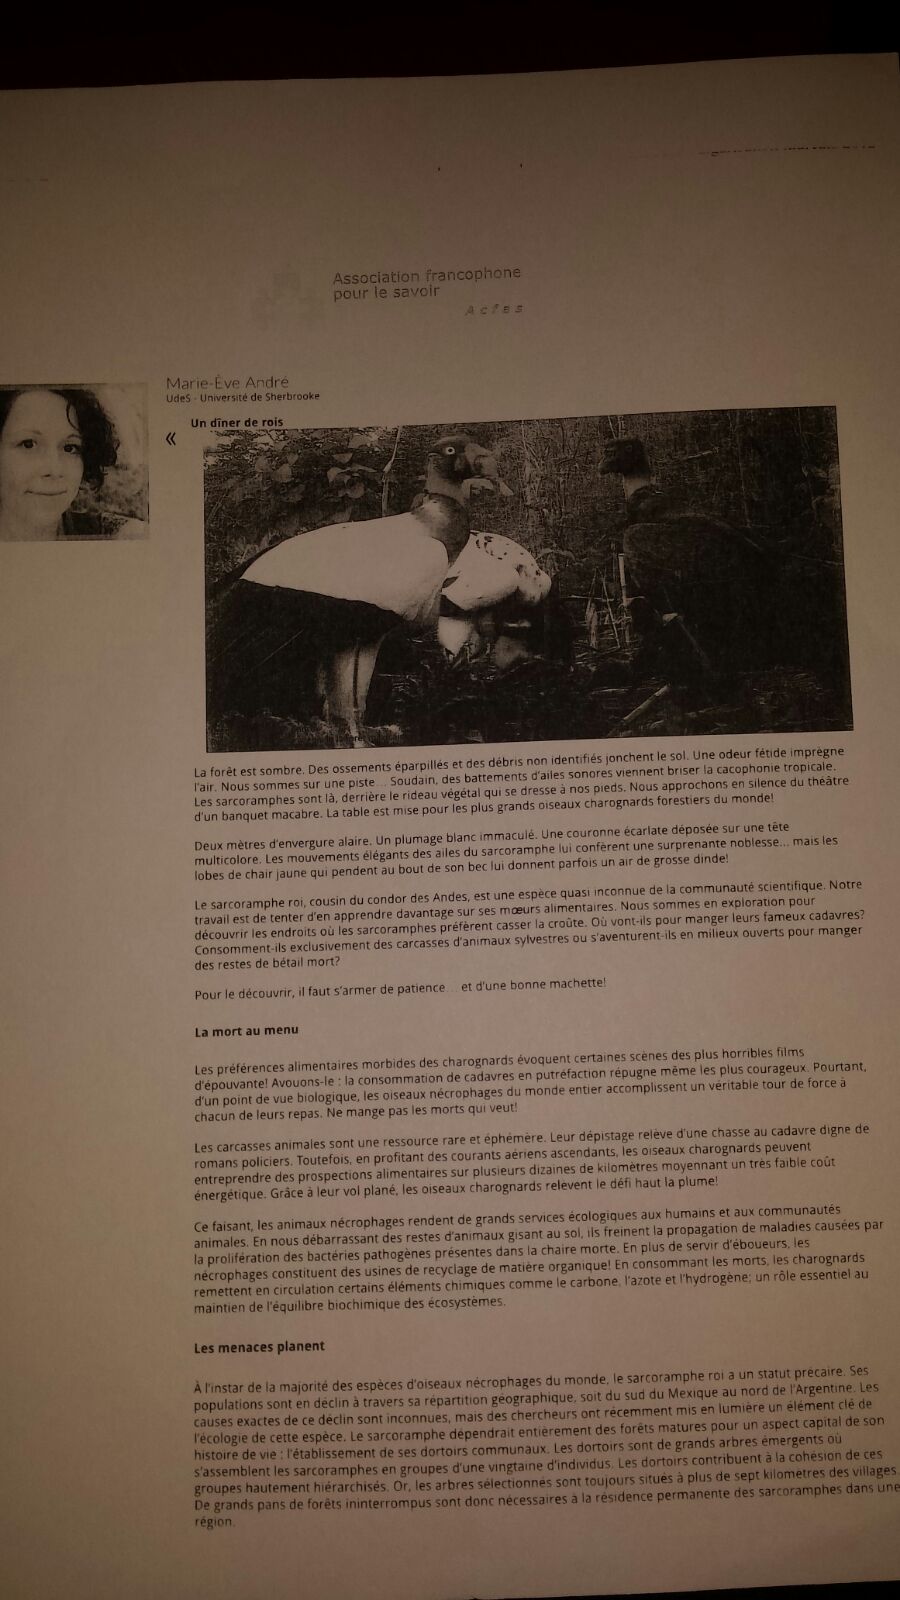 Association francophone
pour le savoir
Acfas
Marie-Ève André
UdeS - Université de Sherbrooke
Un dîner de rois
«
La forêt est sombre. Des ossements éparpillés et des débris non identifiés jonchent le sol. Une odeur fétide imprègne
l'air. Nous sommes sur une piste... Soudain, des battements d'ailes sonores viennent briser la cacophonie tropicale.
Les sarcoramphes sont là, derrière le rideau végétal qui se dresse à nos pieds. Nous approchons en silence du théâtre
d'un banquet macabre. La table est mise pour les plus grands oiseaux charognards forestiers du monde!
Deux mètres d'envergure alaire. Un plumage blanc immaculé. Une couronne écarlate déposée sur une tête
multicolore. Les mouvements élégants des ailes du sarcoramphe lui confèrent une surprenante noblesse... mais les
lobes de chair jaune qui pendent au bout de son bec lui donnent parfois un air de grosse dinde!
Le sarcoramphe roi, cousin du condor des Andes, est une espèce quasi inconnue de la communauté scientifique. Notre
travail est de tenter d'en apprendre davantage sur ses mœurs alimentaires. Nous sommes en exploration pour
découvrir les endroits où les sarcoramphes préfèrent casser la croûte. Où vont-ils pour manger leurs fameux cadavres?
Consomment-ils exclusivement des carcasses d'animaux sylvestres ou s'aventurent-ils en milieux ouverts pour manger
des restes de bétail mort?
Pour le découvrir, il faut s'armer de patience... et d'une bonne machette!
La mort au menu
Les préférences alimentaires morbides des charognards évoquent certaines scènes des plus horribles films
d'épouvante! Avouons-le : la consommation de cadavres en putréfaction répugne même les plus courageux. Pourtant,
d'un point de vue biologique, les oiseaux nécrophages du monde entier accomplissent un véritable tour de force à
chacun de leurs repas. Ne mange pas les morts qui veut!
Les carcasses animales sont une ressource rare et éphémère. Leur dépistage relève d'une chasse au cadavre digne de
romans policiers. Toutefois, en profitant des courants aériens ascendants, les oiseaux charognards peuvent
entreprendre des prospections alimentaires sur plusieurs dizaines de kilomètres moyennant un très faible coût
énergétique. Grâce à leur vol plané, les oiseaux charognards relèvent le défi haut la plume!
Ce faisant, les animaux nécrophages rendent de grands services écologiques aux humains et aux communautés
animales. En nous débarrassant des restes d'animaux gisant au sol, ils freinent la propagation de maladies causées par
la prolifération des bactéries pathogènes présentes dans la chaire morte. En plus de servir d'éboueurs, les
nécrophages constituent des usines de recyclage de matière organique! En consommant les morts, les charognards
remettent en circulation certains éléments chimiques comme le carbone, l'azote et l'hydrogène; un rôle essentiel au
maintien de l'équilibre biochimique des écosystèmes.
Les menaces planent
À l'instar de la majorité des espèces d'oiseaux nécrophages du monde, le sarcoramphe roi a un statut précaire. Ses
populations sont en déclin à travers sa répartition géographique, soit du sud du Mexique au nord de l'Argentine. Les
causes exactes de ce déclin sont inconnues, mais des chercheurs ont récemment mis en lumière un élément clé de
l'écologie de cette espèce. Le sarcoramphe dépendrait entièrement des forêts matures pour un aspect capital de son
histoire de vie : l'établissement de ses dortoirs communaux. Les dortoirs sont de grands arbres émergents où
s'assemblent les sarcoramphes en groupes d'une vingtaine d'individus. Les dortoirs contribuent à la cohésion de ces
groupes hautement hiérarchisés. Or, les arbres sélectionnés sont toujours situés à plus de sept kilomètres des villages.
De grands pans de forêts ininterrompus sont donc nécessaires à la résidence permanente des sarcoramphes dans une
région.